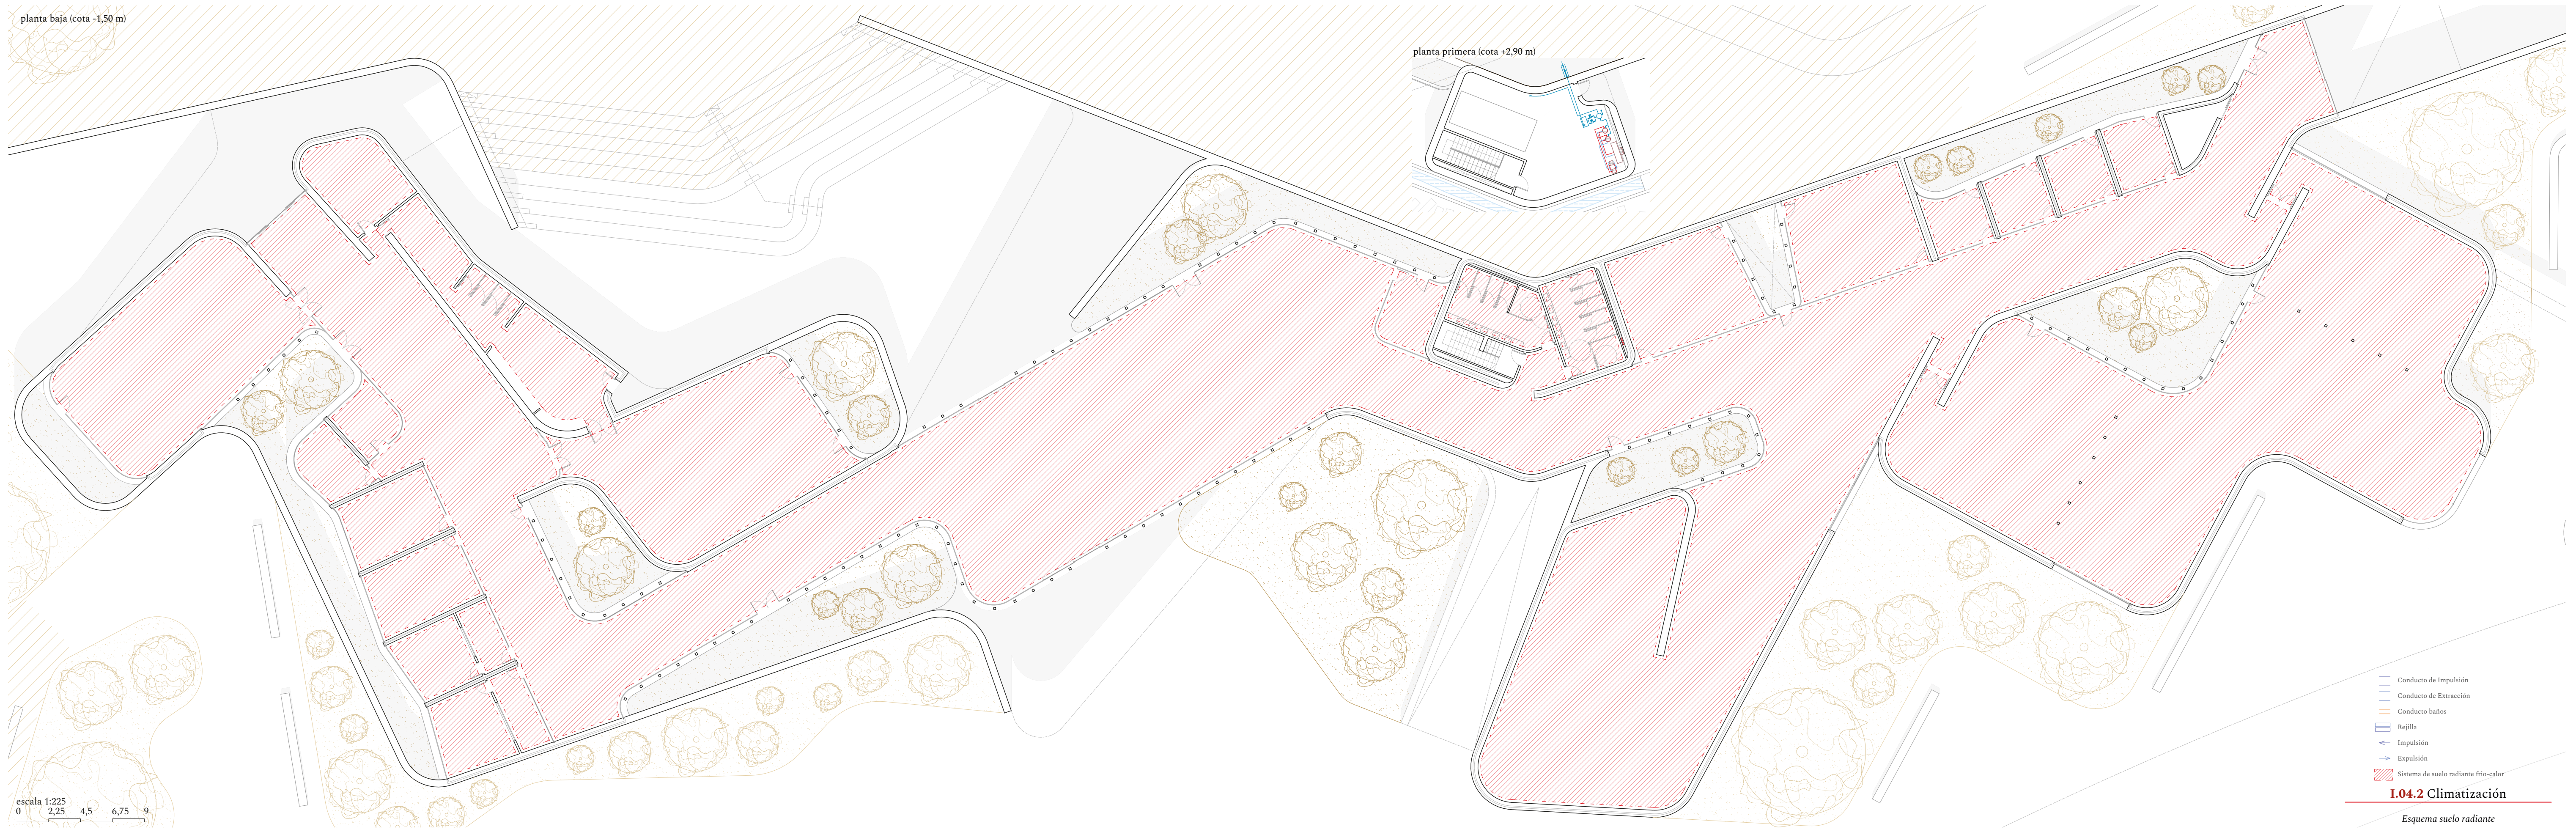 planta baja (cota -1,50 m)
planta primera (cota +2,90 m)
Conducto de Impulsión
Conducto de Extracción
Conducto baños
Rejilla
Impulsión
Expulsión
Sistema de suelo radiante frío-calor
I.04.2 Climatización
Esquema suelo radiante
escala 1:225
0 2,25 4,5 6,75 9